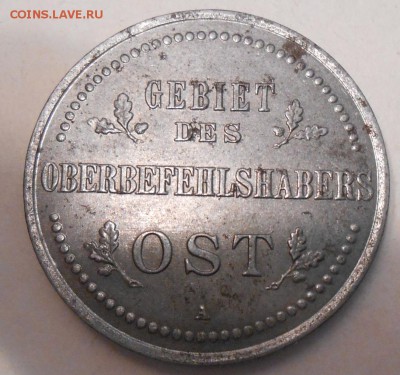 COINS.LAVE.RU
GEBIET
DES
OBERBEFEHLSHABERS
OST
A